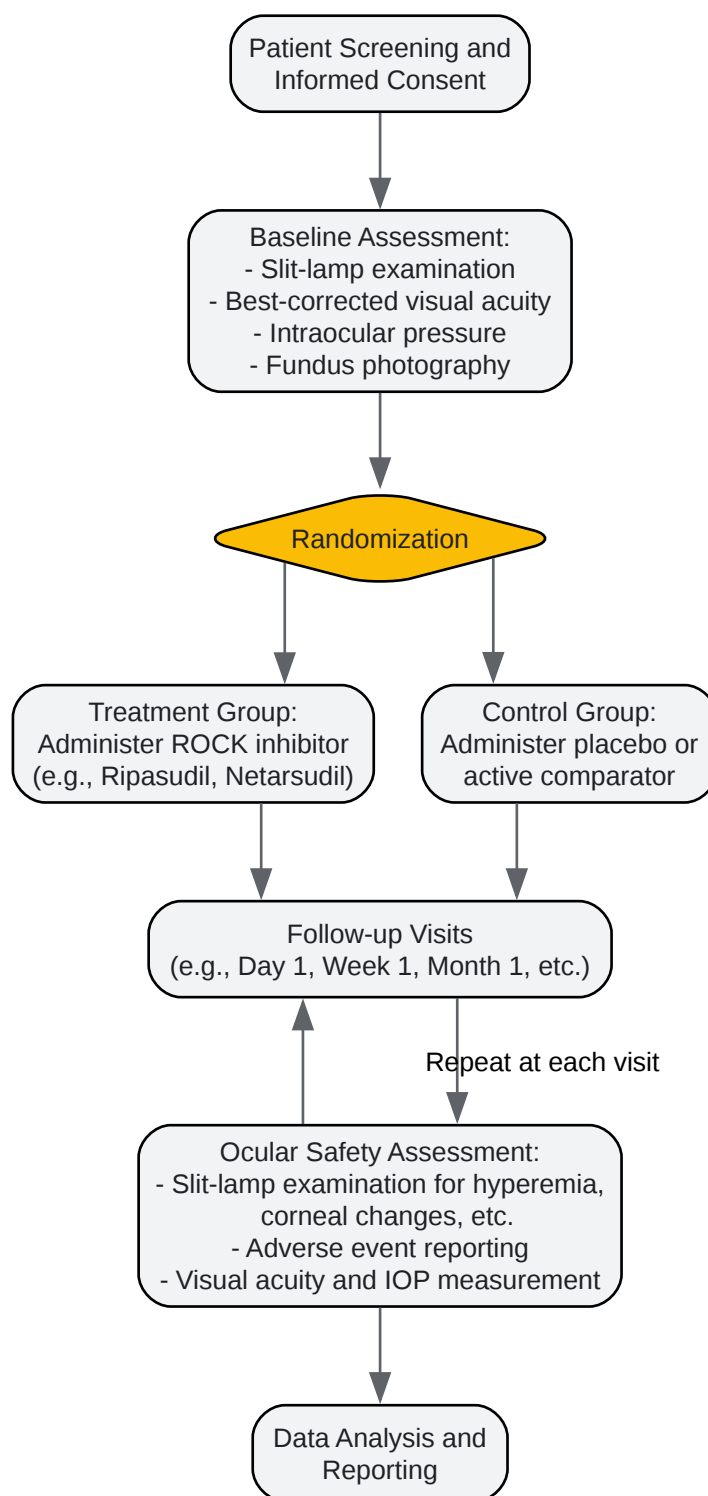 Patient Screening and
Informed Consent
Baseline Assessment:
- Slit-lamp examination
- Best-corrected visual acuity
- Intraocular pressure
- Fundus photography
Randomization
Treatment Group:
Administer ROCK inhibitor
(e.g., Ripasudil, Netarsudil)
Control Group:
Administer placebo or
active comparator
Follow-up Visits
(e.g., Day 1, Week 1, Month 1, etc.)
Repeat at each visit
Ocular Safety Assessment:
- Slit-lamp examination for hyperemia,
corneal changes, etc.
- Adverse event reporting
- Visual acuity and IOP measurement
Data Analysis and
Reporting